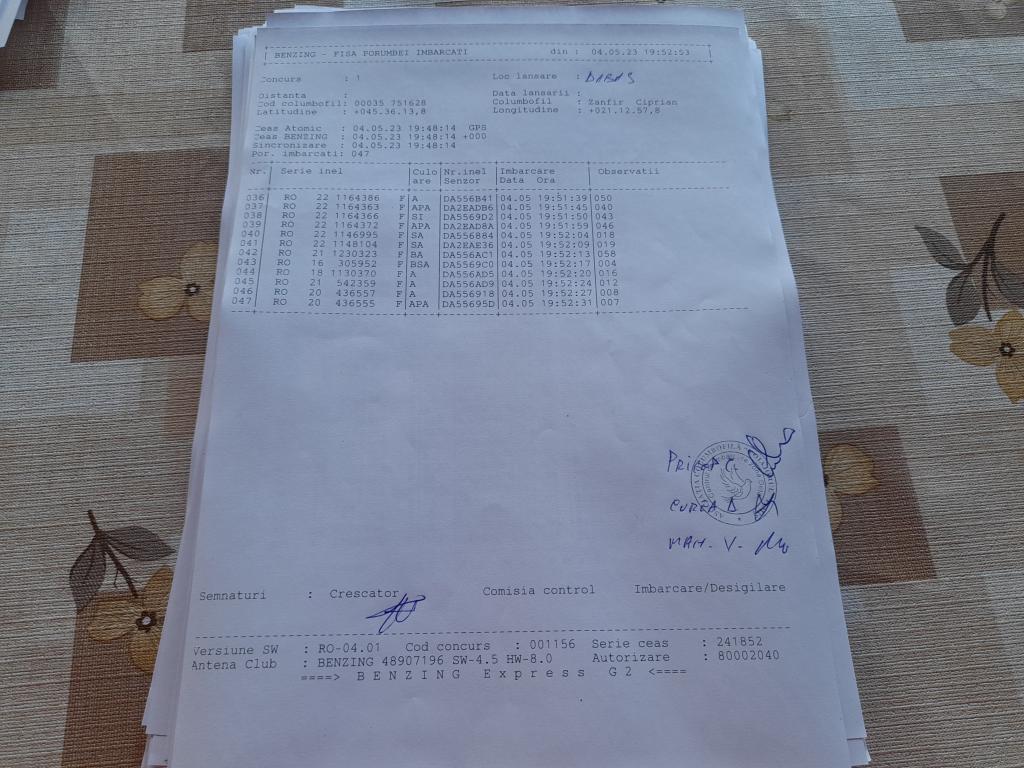 BENZING - FISA PORUMBEI IMBARCATI din : 04.05.23 19:52:53
Concurs : 1 Loc lansare : DABAS
Distanta : Data lansarii :
Cod columbofil: 00035 751628 Columbofil : Zanfir Ciprian
Latitudine : +045.36.13,8 Longitudine : +021.12.57,8
Ceas Atomic : 04.05.23 19:48:14 GPS
Ceas BENZING : 04.05.23 19:48:14 +000
Sincronizare : 04.05.23 19:48:14
Por. imbarcati: 047
Nr. Serie inel Culo Nr.inel Imbarcare Observatii
are Senzor Data Ora
036 RO 22 1164386 F A DA556B41 04.05 19:51:39 050
037 RO 22 1164363 F APA DA2EADB6 04.05 19:51:45 040
038 RO 22 1164366 F SI DA5569D2 04.05 19:51:50 043
039 RO 22 1164372 F APA DA2EAD8A 04.05 19:51:59 046
040 RO 22 1146995 F SA DA556884 04.05 19:52:04 018
041 RO 22 1148104 F SA DA2EAE36 04.05 19:52:09 019
042 RO 21 1230323 F BA DA556AC1 04.05 19:52:13 058
043 RO 16 305952 F BSA DA5569C0 04.05 19:52:17 004
044 RO 18 1130370 F A DA556AD5 04.05 19:52:20 016
045 RO 21 542359 F A DA556AD9 04.05 19:52:24 012
046 RO 20 436557 F A DA556918 04.05 19:52:27 008
047 RO 20 436555 F APA DA55695D 04.05 19:52:31 007
CUREA D
MAH. V.
Semnaturi : Crescator Comisia control Imbarcare/Desigilare
Versiune SW : RO-04.01 Cod concurs : 001156 Serie ceas : 241852
Antena Club : BENZING 48907196 SW-4.5 HW-8.0 Autorizare : 80002040
====> B E N Z I N G E x p r e s s G 2 <====